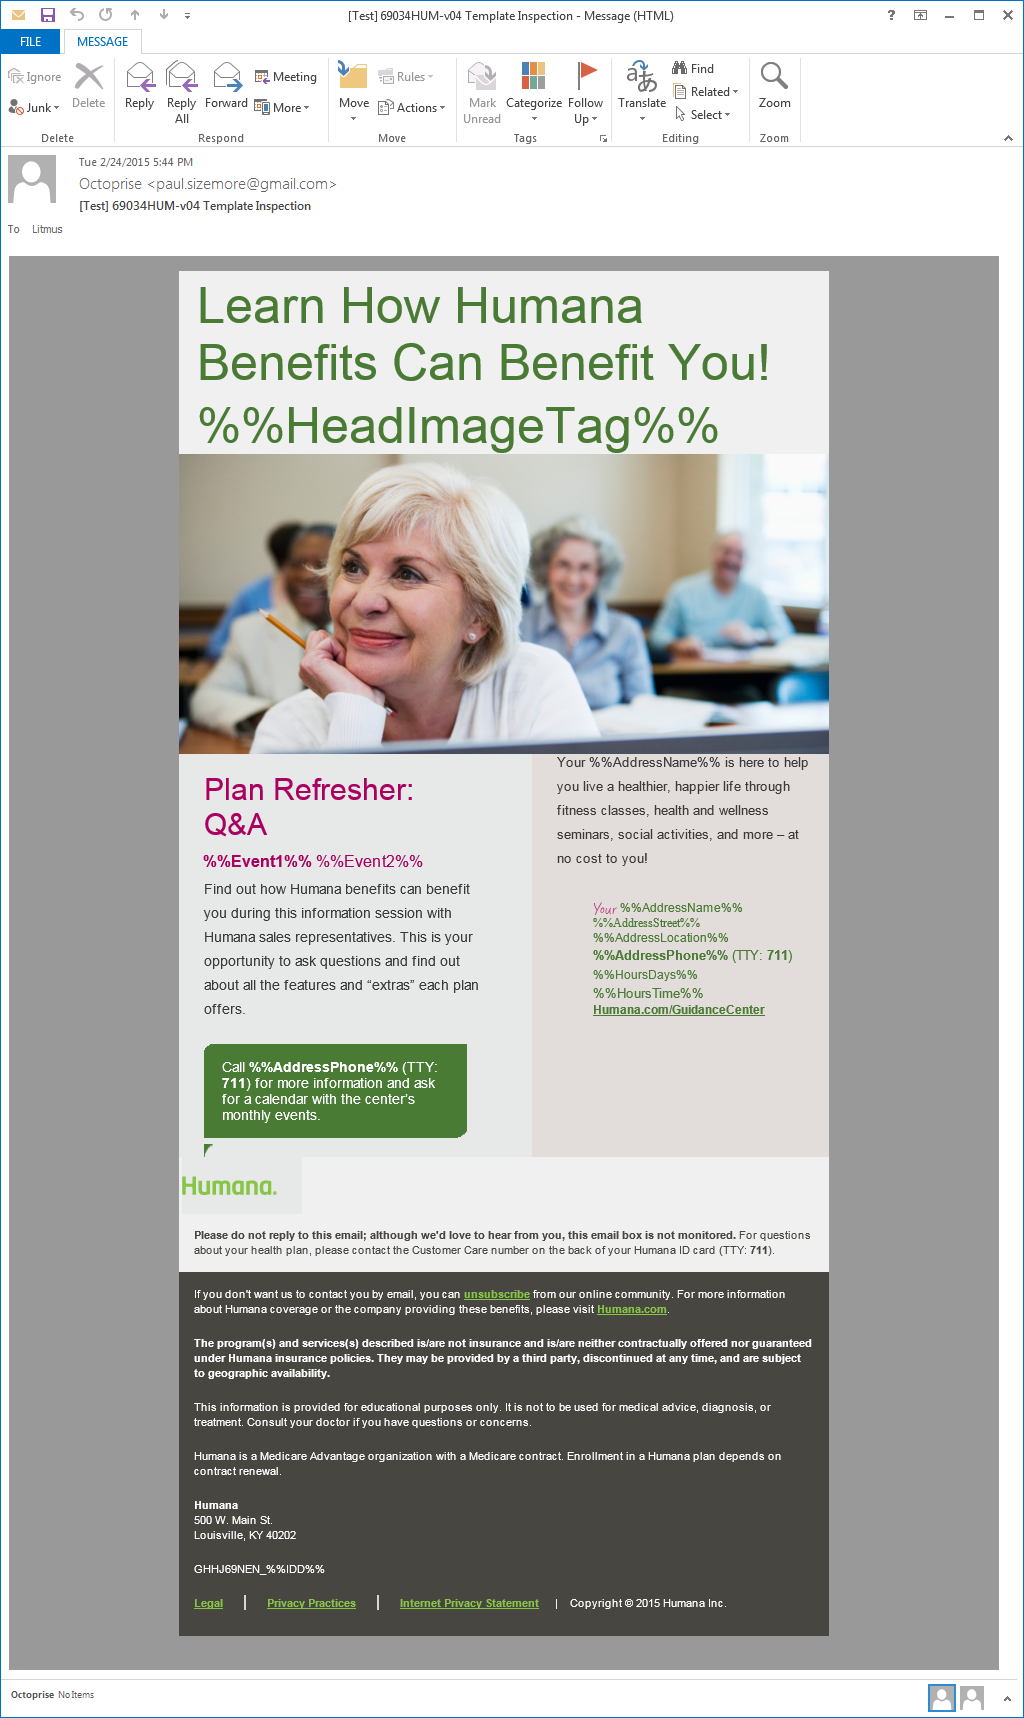 [Test] 69034HUM-v04 Template Inspection - Message (HTML)
FILE
MESSAGE
Ignore
Junk
Delete
Delete
Reply
Reply All
Forward
Meeting
More
Respond
Move
Rules
Actions
Move
Mark Unread
Categorize
Follow Up
Tags
Translate
Find
Related
Select
Editing
Zoom
Zoom
Tue 2/24/2015 5:44 PM
Octoprise <paul.sizemore@gmail.com>
[Test] 69034HUM-v04 Template Inspection
To Litmus
Learn How Humana
Benefits Can Benefit You!
%%HeadImageTag%%
Plan Refresher:
Q&A
%%Event1%% %%Event2%%
Find out how Humana benefits can benefit
you during this information session with
Humana sales representatives. This is your
opportunity to ask questions and find out
about all the features and “extras” each plan
offers.
Call %%AddressPhone%% (TTY:
711) for more information and ask
for a calendar with the center's
monthly events.
Your %%AddressName%% is here to help
you live a healthier, happier life through
fitness classes, health and wellness
seminars, social activities, and more – at
no cost to you!
Your %%AddressName%%
%%AddressStreet%%
%%AddressLocation%%
%%AddressPhone%% (TTY: 711)
%%HoursDays%%
%%HoursTime%%
Humana.com/GuidanceCenter
Humana.
Please do not reply to this email; although we'd love to hear from you, this email box is not monitored. For questions
about your health plan, please contact the Customer Care number on the back of your Humana ID card (TTY: 711).
If you don't want us to contact you by email, you can unsubscribe from our online community. For more information
about Humana coverage or the company providing these benefits, please visit Humana.com.
The program(s) and services(s) described is/are not insurance and is/are neither contractually offered nor guaranteed
under Humana insurance policies. They may be provided by a third party, discontinued at any time, and are subject
to geographic availability.
This information is provided for educational purposes only. It is not to be used for medical advice, diagnosis, or
treatment. Consult your doctor if you have questions or concerns.
Humana is a Medicare Advantage organization with a Medicare contract. Enrollment in a Humana plan depends on
contract renewal.
Humana
500 W. Main St.
Louisville, KY 40202
GHHJ69NEN_%%IDD%%
Legal | Privacy Practices | Internet Privacy Statement | Copyright © 2015 Humana Inc.
Octoprise No Items